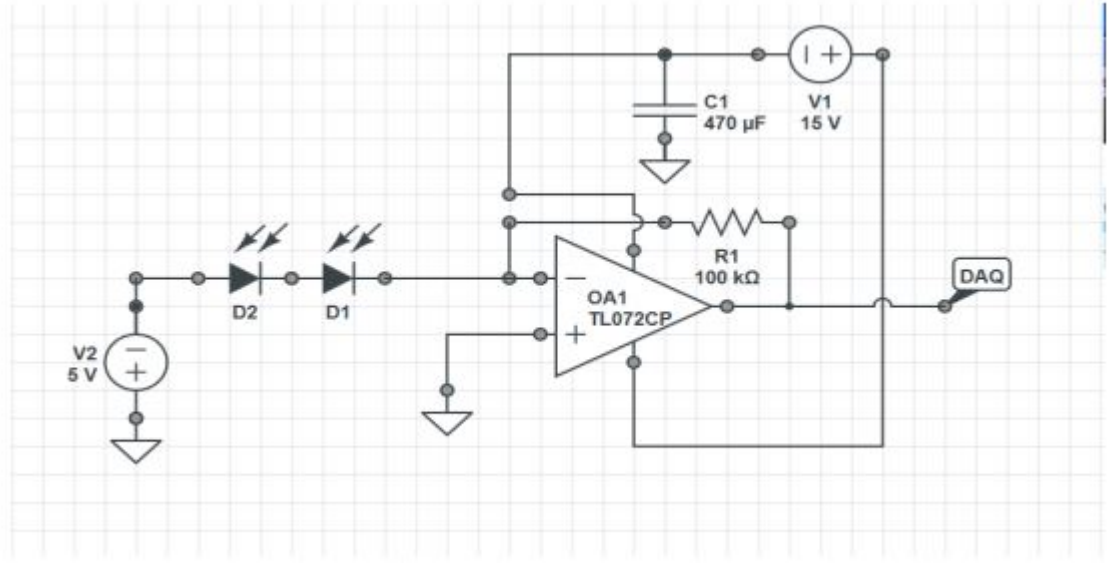 C1
470 µF
V1
15 V
R1
100 kΩ
DAQ
OA1
TL072CP
D2
D1
V2
5 V